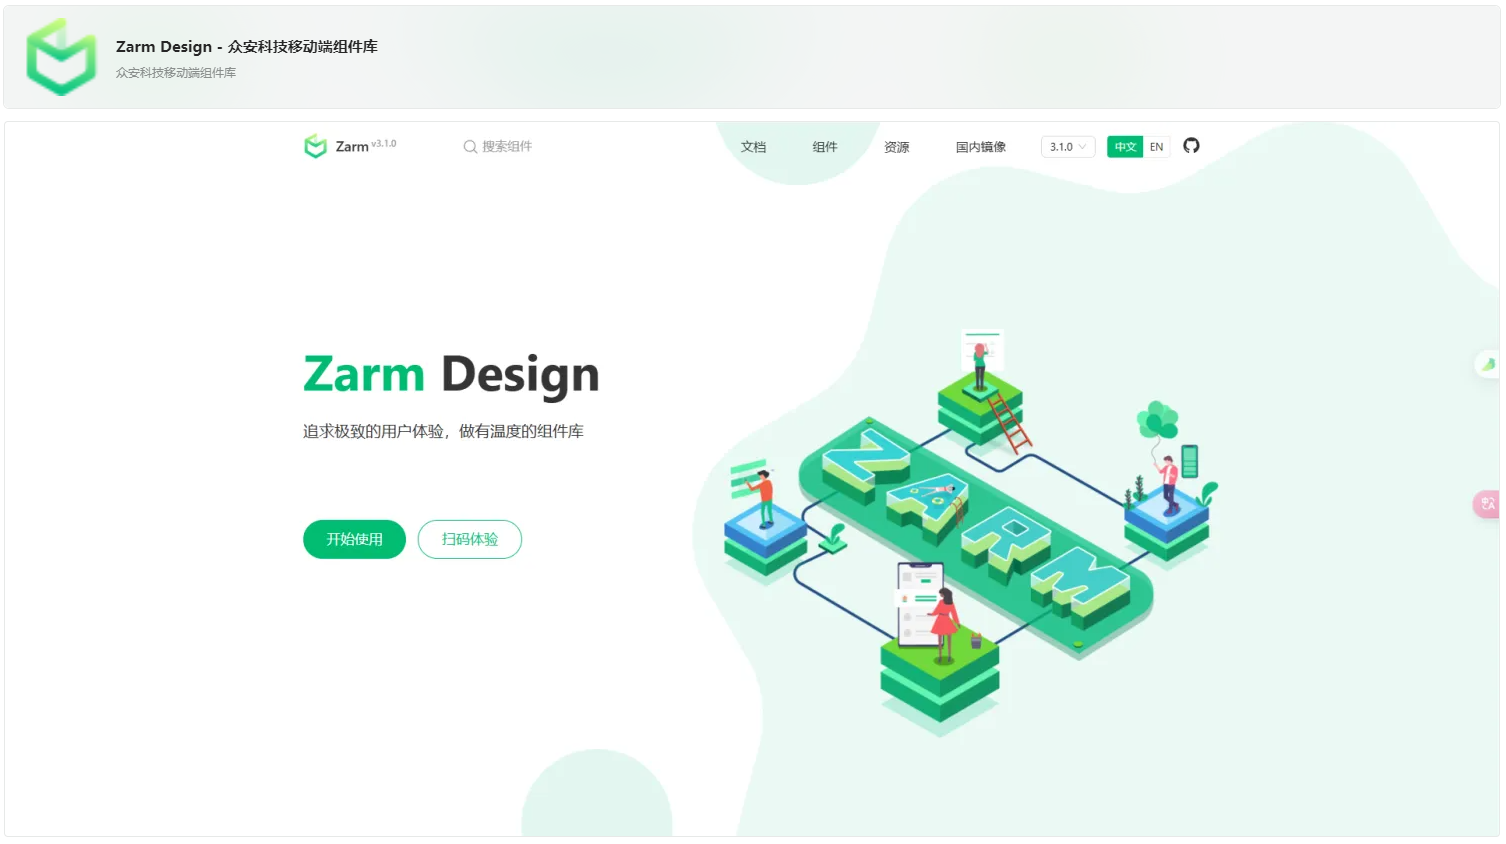 Zarm Design - 众安科技移动端组件库
众安科技移动端组件库
Zarm v3.1.0
搜索组件
文档
组件
资源
国内镜像
3.1.0
中文
EN
Zarm Design
追求极致的用户体验，做有温度的组件库
开始使用
扫码体验
ZARM